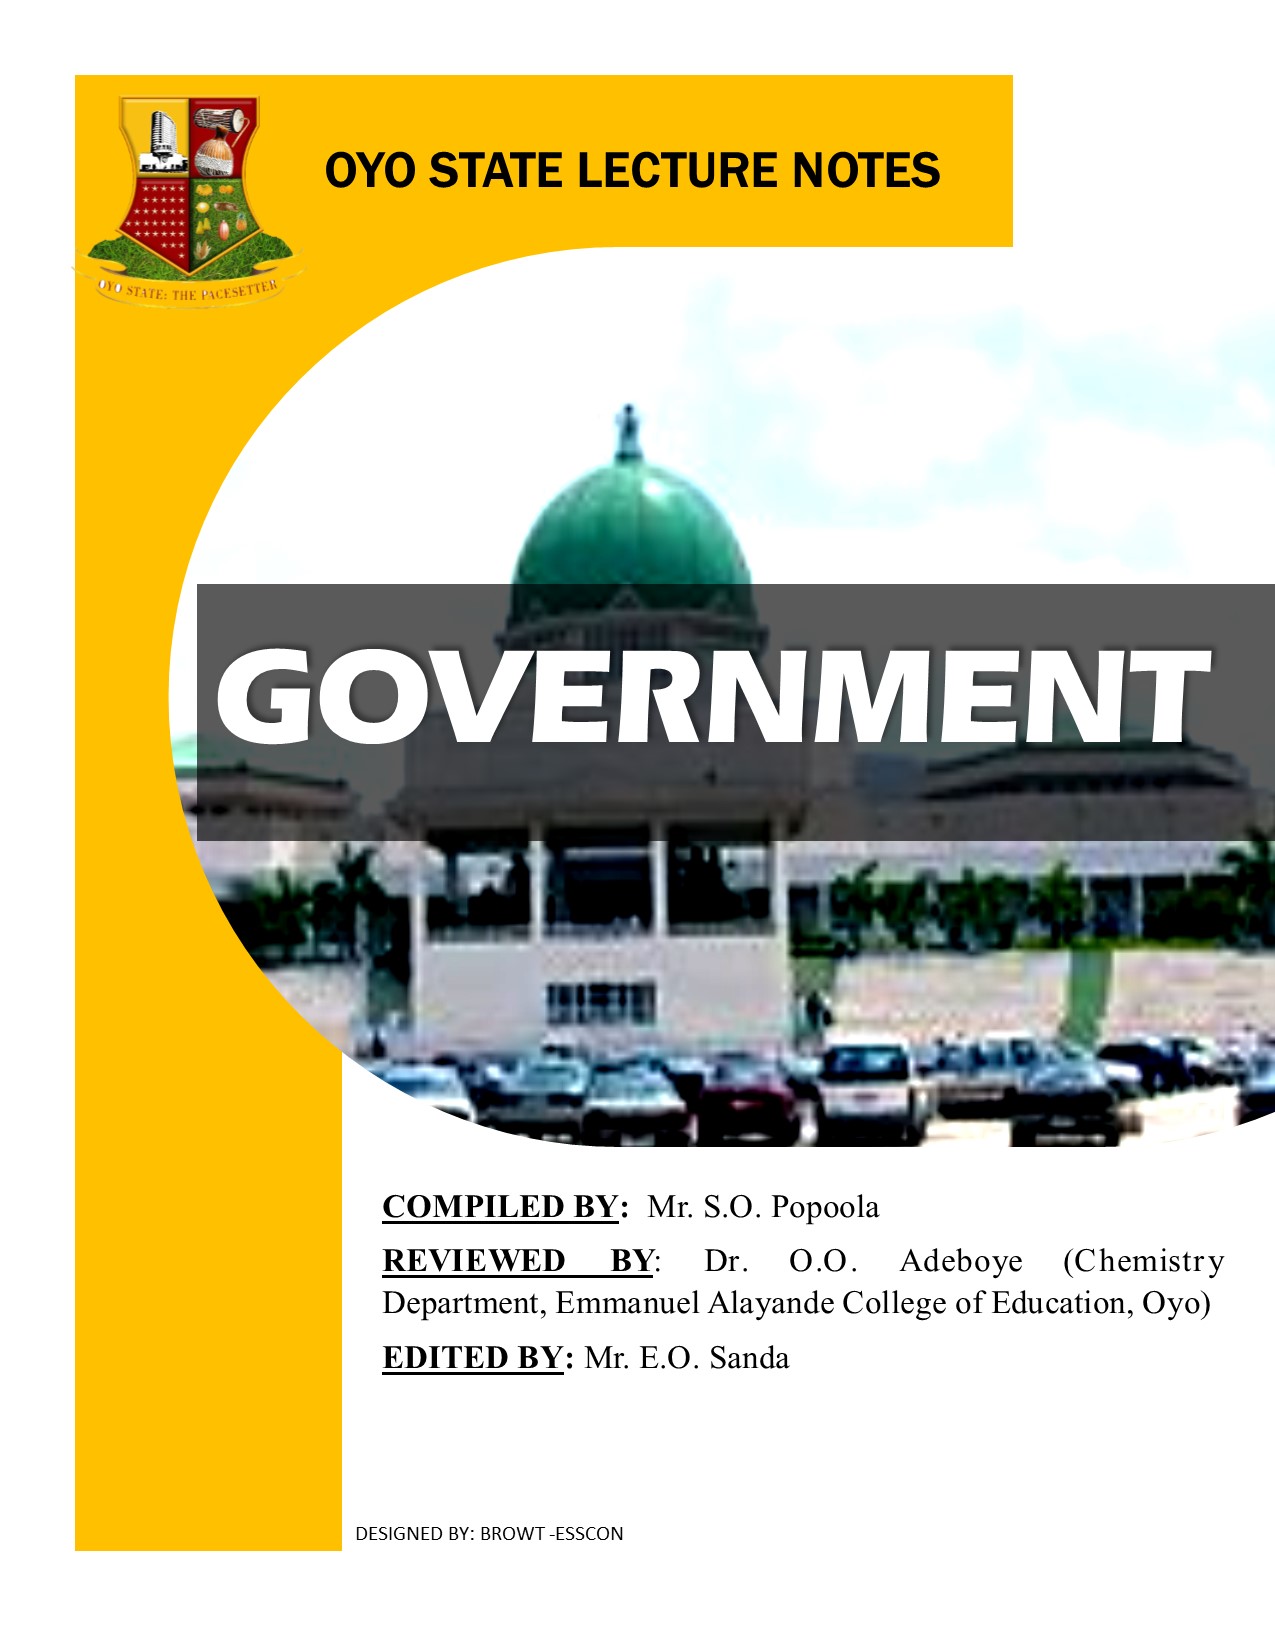 OYO STATE LECTURE NOTES
OYO STATE: THE PACESETTER
GOVERNMENT
COMPILED BY: Mr. S.O. Popoola
REVIEWED BY: Dr. O.O. Adeboye (Chemistry
Department, Emmanuel Alayande College of Education, Oyo)
EDITED BY: Mr. E.O. Sanda
DESIGNED BY: BROWT -ESSCON